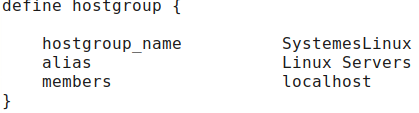 define hostgroup {
hostgroup_name SystemesLinux
alias Linux Servers
members localhost
}